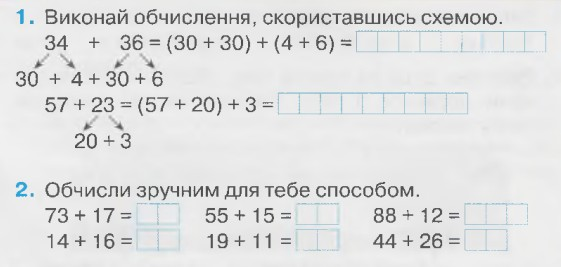 1. Виконай обчислення, скориставшись схемою.
34 + 36 = (30 + 30) + (4 + 6) =
30 + 4 + 30 + 6
57 + 23 = (57 + 20) + 3 =
20 + 3
2. Обчисли зручним для тебе способом.
73 + 17 = 55 + 15 = 88 + 12 =
14 + 16 = 19 + 11 = 44 + 26 =